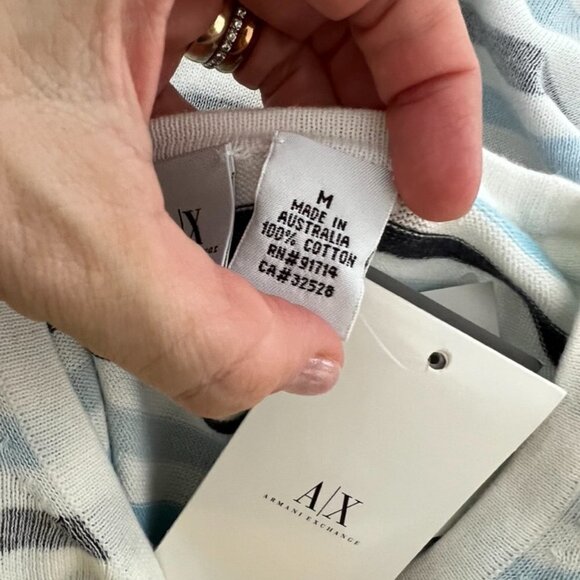 M
MADE IN
AUSTRALIA
100% COTTON
RN#91714
CA#32528
A|X
A|X
ARMANI EXCHANGE